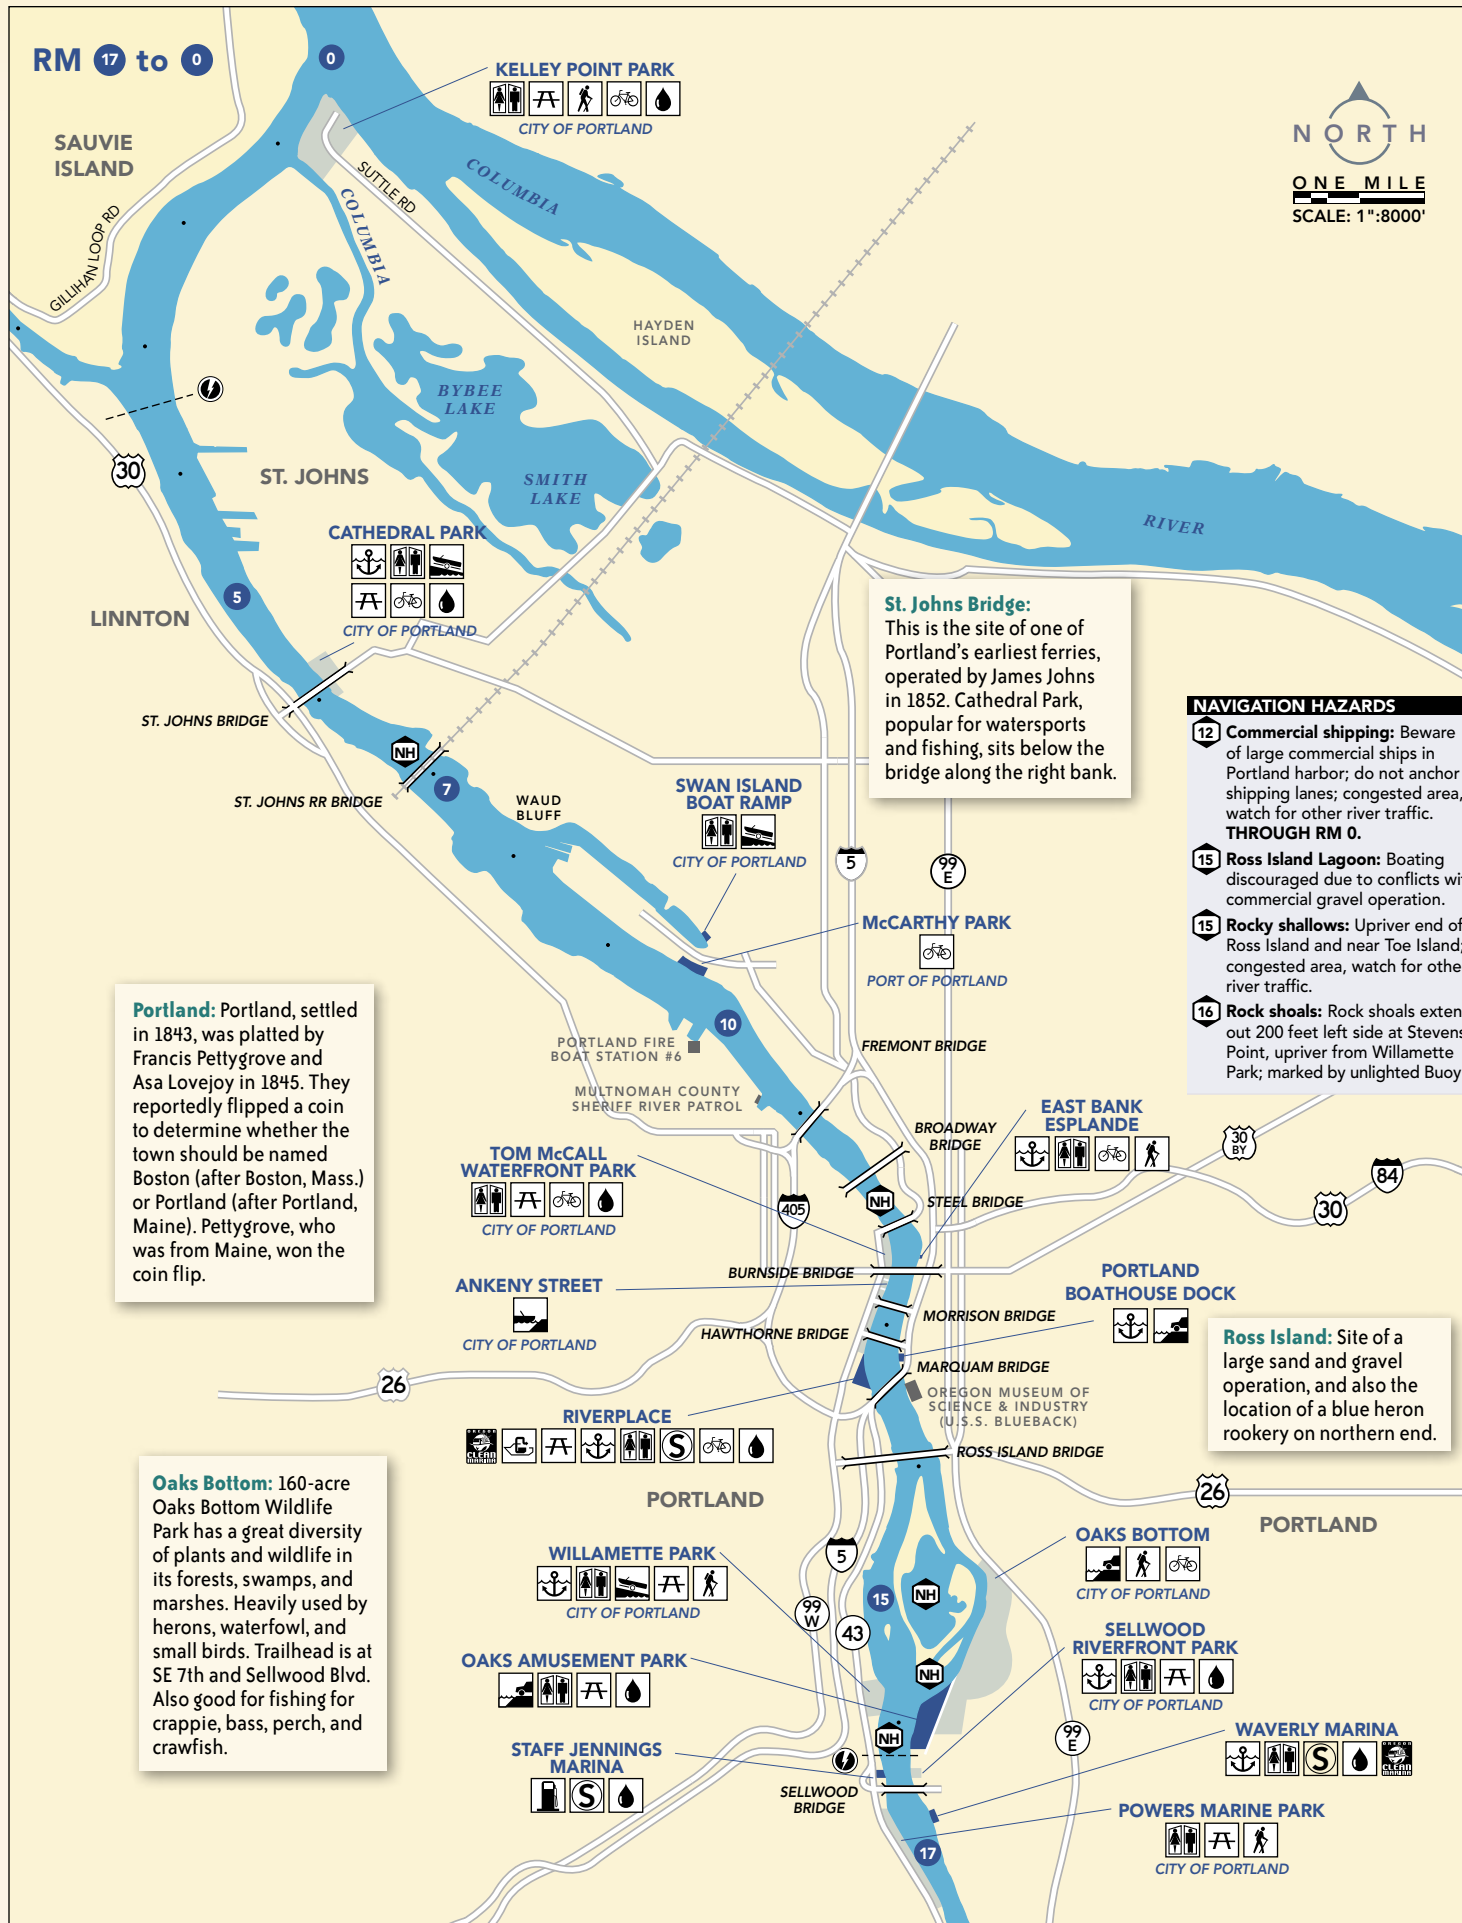 RM 17 to 0
0
KELLEY POINT PARK
CITY OF PORTLAND
NORTH
ONE MILE
SCALE: 1":8000'
SAUVIE
ISLAND
GILLIHAN LOOP RD
SUTTLE RD
COLUMBIA
COLUMBIA
HAYDEN
ISLAND
BYBEE
LAKE
SMITH
LAKE
RIVER
30
ST. JOHNS
CATHEDRAL PARK
CITY OF PORTLAND
5
LINNTON
St. Johns Bridge:
This is the site of one of
Portland's earliest ferries,
operated by James Johns
in 1852. Cathedral Park,
popular for watersports
and fishing, sits below the
bridge along the right bank.
ST. JOHNS BRIDGE
NH
ST. JOHNS RR BRIDGE
7
WAUD
BLUFF
SWAN ISLAND
BOAT RAMP
CITY OF PORTLAND
5
99
E
NAVIGATION HAZARDS
12 Commercial shipping: Beware
of large commercial ships in
Portland harbor; do not anchor
shipping lanes; congested area,
watch for other river traffic.
THROUGH RM 0.
15 Ross Island Lagoon: Boating
discouraged due to conflicts wi
commercial gravel operation.
15 Rocky shallows: Upriver end of
Ross Island and near Toe Island;
congested area, watch for othe
river traffic.
16 Rock shoals: Rock shoals exten
out 200 feet left side at Stevens
Point, upriver from Willamette
Park; marked by unlighted Buoy
McCARTHY PARK
PORT OF PORTLAND
Portland: Portland, settled
in 1843, was platted by
Francis Pettygrove and
Asa Lovejoy in 1845. They
reportedly flipped a coin
to determine whether the
town should be named
Boston (after Boston, Mass.)
or Portland (after Portland,
Maine). Pettygrove, who
was from Maine, won the
coin flip.
10
PORTLAND FIRE
BOAT STATION #6
MULTNOMAH COUNTY
SHERIFF RIVER PATROL
FREMONT BRIDGE
BROADWAY
BRIDGE
EAST BANK
ESPLANDE
30
BY
84
30
TOM McCALL
WATERFRONT PARK
CITY OF PORTLAND
405
NH
STEEL BRIDGE
ANKENY STREET
CITY OF PORTLAND
BURNSIDE BRIDGE
PORTLAND
BOATHOUSE DOCK
MORRISON BRIDGE
HAWTHORNE BRIDGE
MARQUAM BRIDGE
OREGON MUSEUM OF
SCIENCE & INDUSTRY
(U.S.S. BLUEBACK)
Ross Island: Site of a
large sand and gravel
operation, and also the
location of a blue heron
rookery on northern end.
26
RIVERPLACE
OREGON
CLEAN
MARINA
S
ROSS ISLAND BRIDGE
26
PORTLAND
PORTLAND
Oaks Bottom: 160-acre
Oaks Bottom Wildlife
Park has a great diversity
of plants and wildlife in
its forests, swamps, and
marshes. Heavily used by
herons, waterfowl, and
small birds. Trailhead is at
SE 7th and Sellwood Blvd.
Also good for fishing for
crappie, bass, perch, and
crawfish.
WILLAMETTE PARK
CITY OF PORTLAND
5
99
W
43
15
NH
OAKS BOTTOM
CITY OF PORTLAND
OAKS AMUSEMENT PARK
NH
SELLWOOD
RIVERFRONT PARK
CITY OF PORTLAND
STAFF JENNINGS
MARINA
S
NH
99
E
WAVERLY MARINA
S
OREGON
CLEAN
MARINA
SELLWOOD
BRIDGE
POWERS MARINE PARK
CITY OF PORTLAND
17